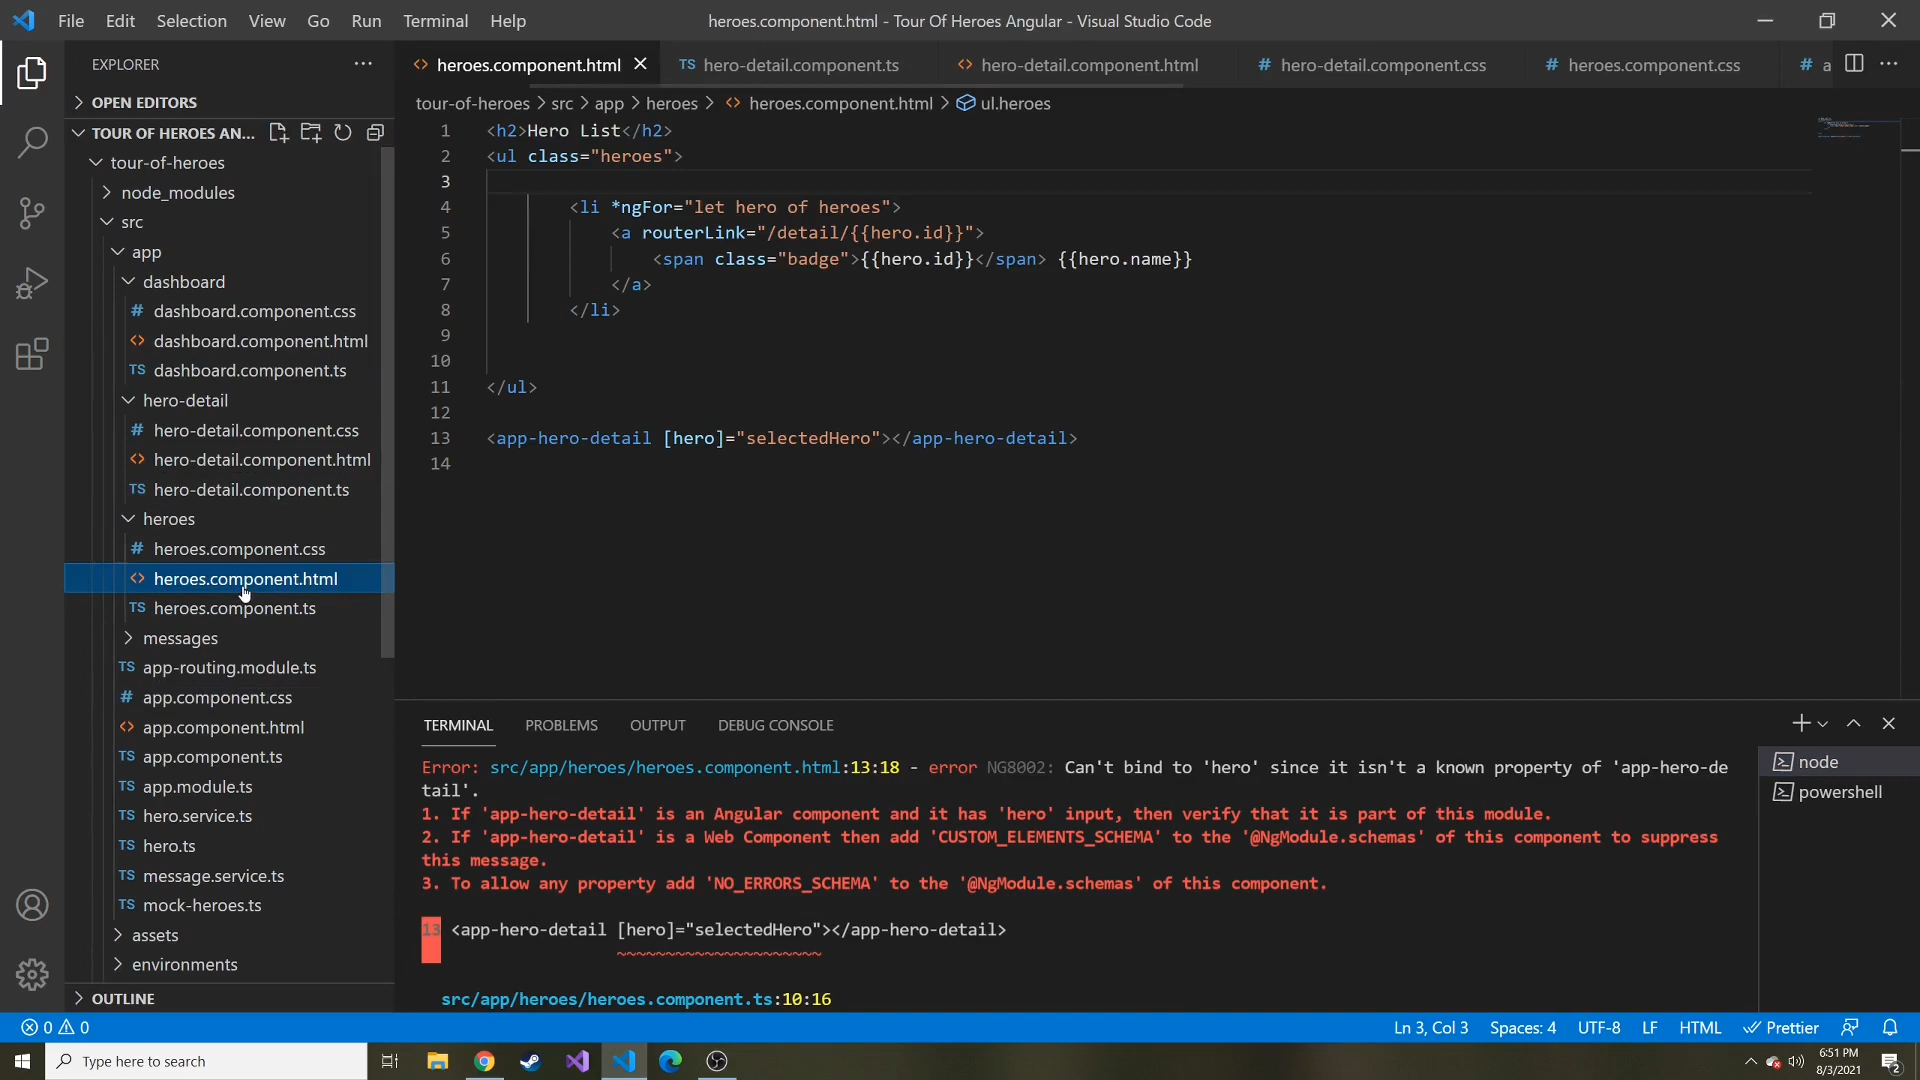 File Edit Selection View Go Run Terminal Help heroes.component.html - Tour Of Heroes Angular - Visual Studio Code
EXPLORER
OPEN EDITORS
TOUR OF HEROES AN...
tour-of-heroes
node_modules
src
app
dashboard
# dashboard.component.css
<> dashboard.component.html
TS dashboard.component.ts
hero-detail
# hero-detail.component.css
<> hero-detail.component.html
TS hero-detail.component.ts
heroes
# heroes.component.css
<> heroes.component.html
TS heroes.component.ts
messages
TS app-routing.module.ts
# app.component.css
<> app.component.html
TS app.component.ts
TS app.module.ts
TS hero.service.ts
TS hero.ts
TS message.service.ts
TS mock-heroes.ts
assets
environments
OUTLINE
<> heroes.component.html TS hero-detail.component.ts <> hero-detail.component.html # hero-detail.component.css # heroes.component.css # a
tour-of-heroes > src > app > heroes > <> heroes.component.html > ul.heroes
1 <h2>Hero List</h2>
2 <ul class="heroes">
3
4 <li *ngFor="let hero of heroes">
5 <a routerLink="/detail/{{hero.id}}">
6 <span class="badge">{{hero.id}}</span> {{hero.name}}
7 </a>
8 </li>
9
10
11 </ul>
12
13 <app-hero-detail [hero]="selectedHero"></app-hero-detail>
14
TERMINAL PROBLEMS OUTPUT DEBUG CONSOLE
Error: src/app/heroes/heroes.component.html:13:18 - error NG8002: Can't bind to 'hero' since it isn't a known property of 'app-hero-de
tail'.
1. If 'app-hero-detail' is an Angular component and it has 'hero' input, then verify that it is part of this module.
2. If 'app-hero-detail' is a Web Component then add 'CUSTOM_ELEMENTS_SCHEMA' to the '@NgModule.schemas' of this component to suppress
this message.
3. To allow any property add 'NO_ERRORS_SCHEMA' to the '@NgModule.schemas' of this component.
13 <app-hero-detail [hero]="selectedHero"></app-hero-detail>
~~~~~~~~~~~~~~~~~~~~~
src/app/heroes/heroes.component.ts:10:16
node
powershell
0 0 Ln 3, Col 3 Spaces: 4 UTF-8 LF HTML Prettier
Type here to search
6:51 PM
8/3/2021
2